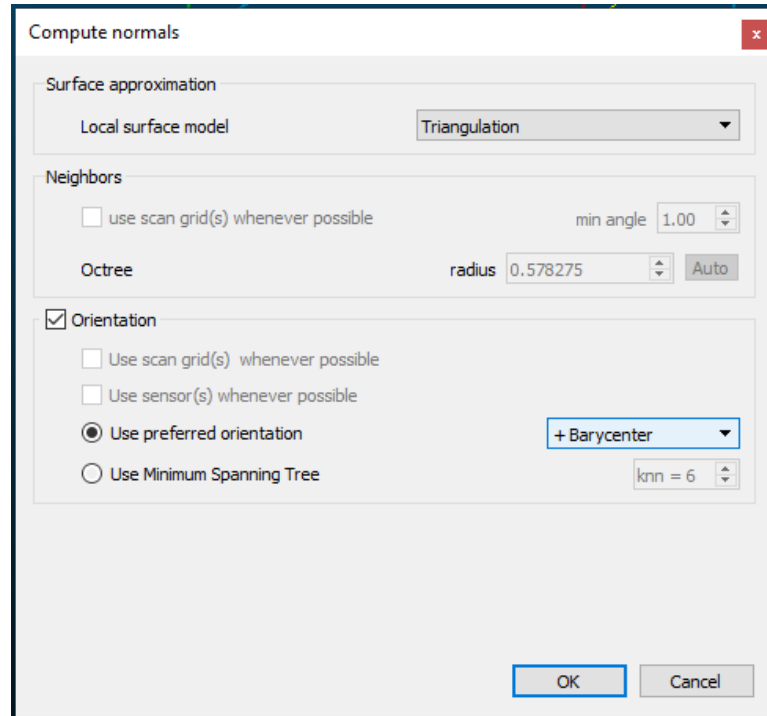 Compute normals
x
Surface approximation
Local surface model Triangulation
Neighbors
use scan grid(s) whenever possible min angle 1.00
Octree radius 0.578275 Auto
Orientation
Use scan grid(s) whenever possible
Use sensor(s) whenever possible
Use preferred orientation + Barycenter
Use Minimum Spanning Tree knn = 6
OK Cancel